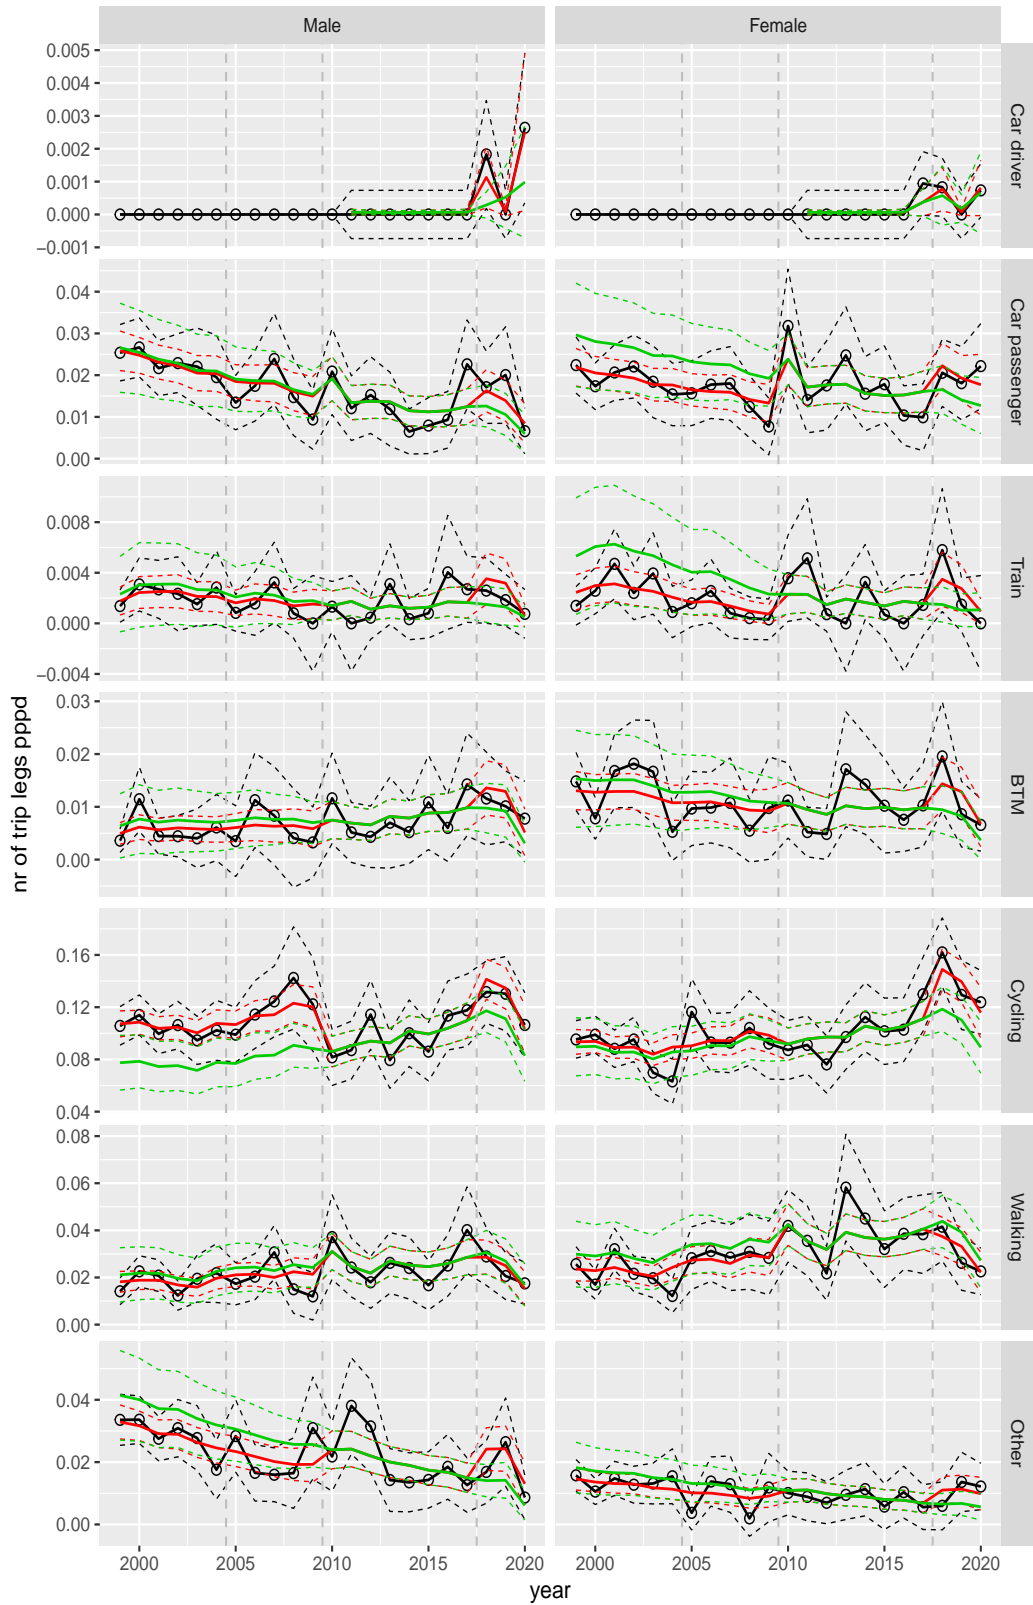 Male
Female
0.005
0.004
0.003
0.002
0.001
0.000
−0.001
Car driver
0.04
0.03
0.02
0.01
0.00
Car passenger
0.008
0.004
0.000
−0.004
Train
0.03
0.02
0.01
0.00
BTM
0.16
0.12
0.08
0.04
Cycling
0.08
0.06
0.04
0.02
0.00
Walking
0.04
0.02
0.00
Other
nr of trip legs pppd
2000 2005 2010 2015 2020 2000 2005 2010 2015 2020
year